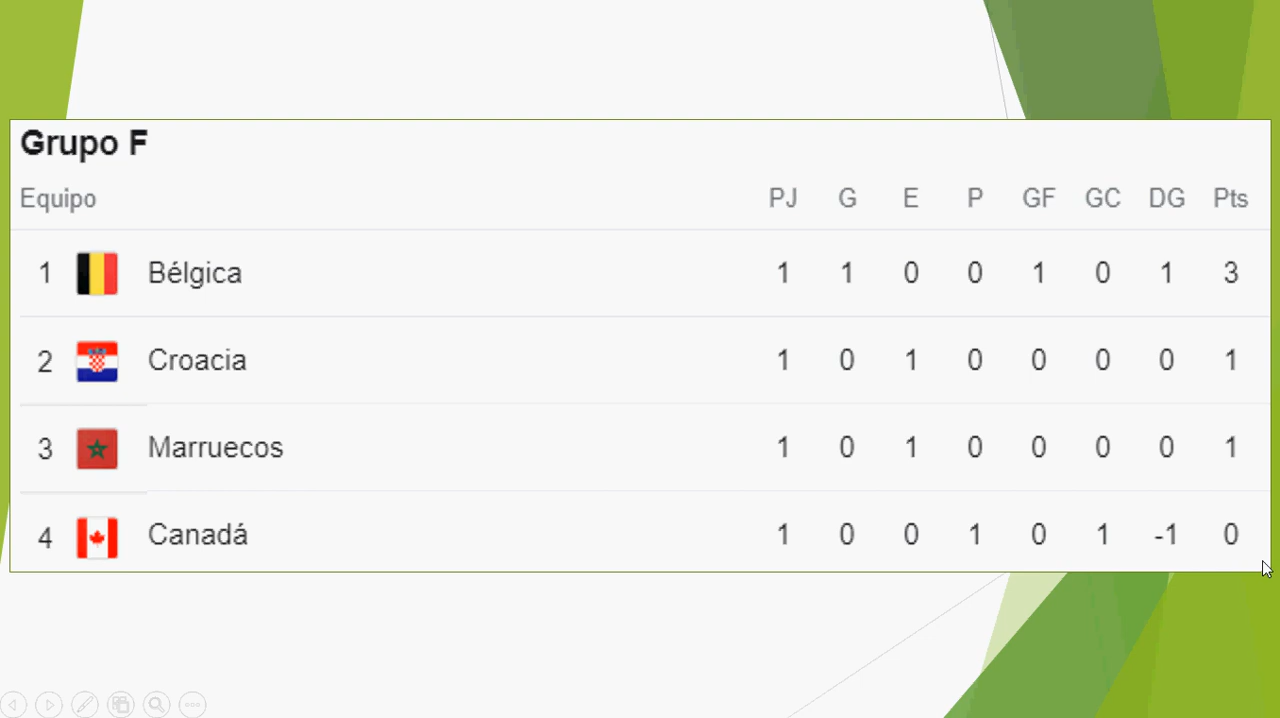 Grupo F
Equipo PJ G E P GF GC DG Pts
1 Bélgica 1 1 0 0 1 0 1 3
2 Croacia 1 0 1 0 0 0 0 1
3 Marruecos 1 0 1 0 0 0 0 1
4 Canadá 1 0 0 1 0 1 -1 0